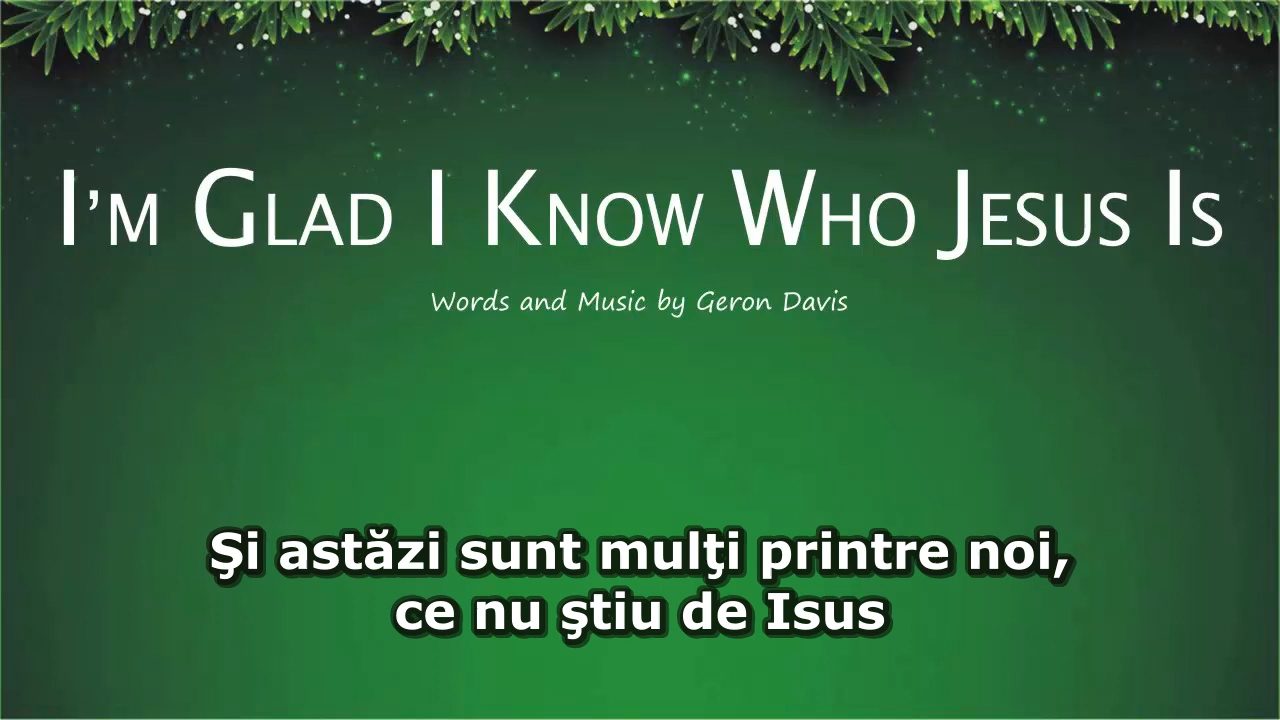 I'm Glad I Know Who Jesus Is
Words and Music by Geron Davis
Şi astăzi sunt mulţi printre noi,
ce nu ştiu de Isus